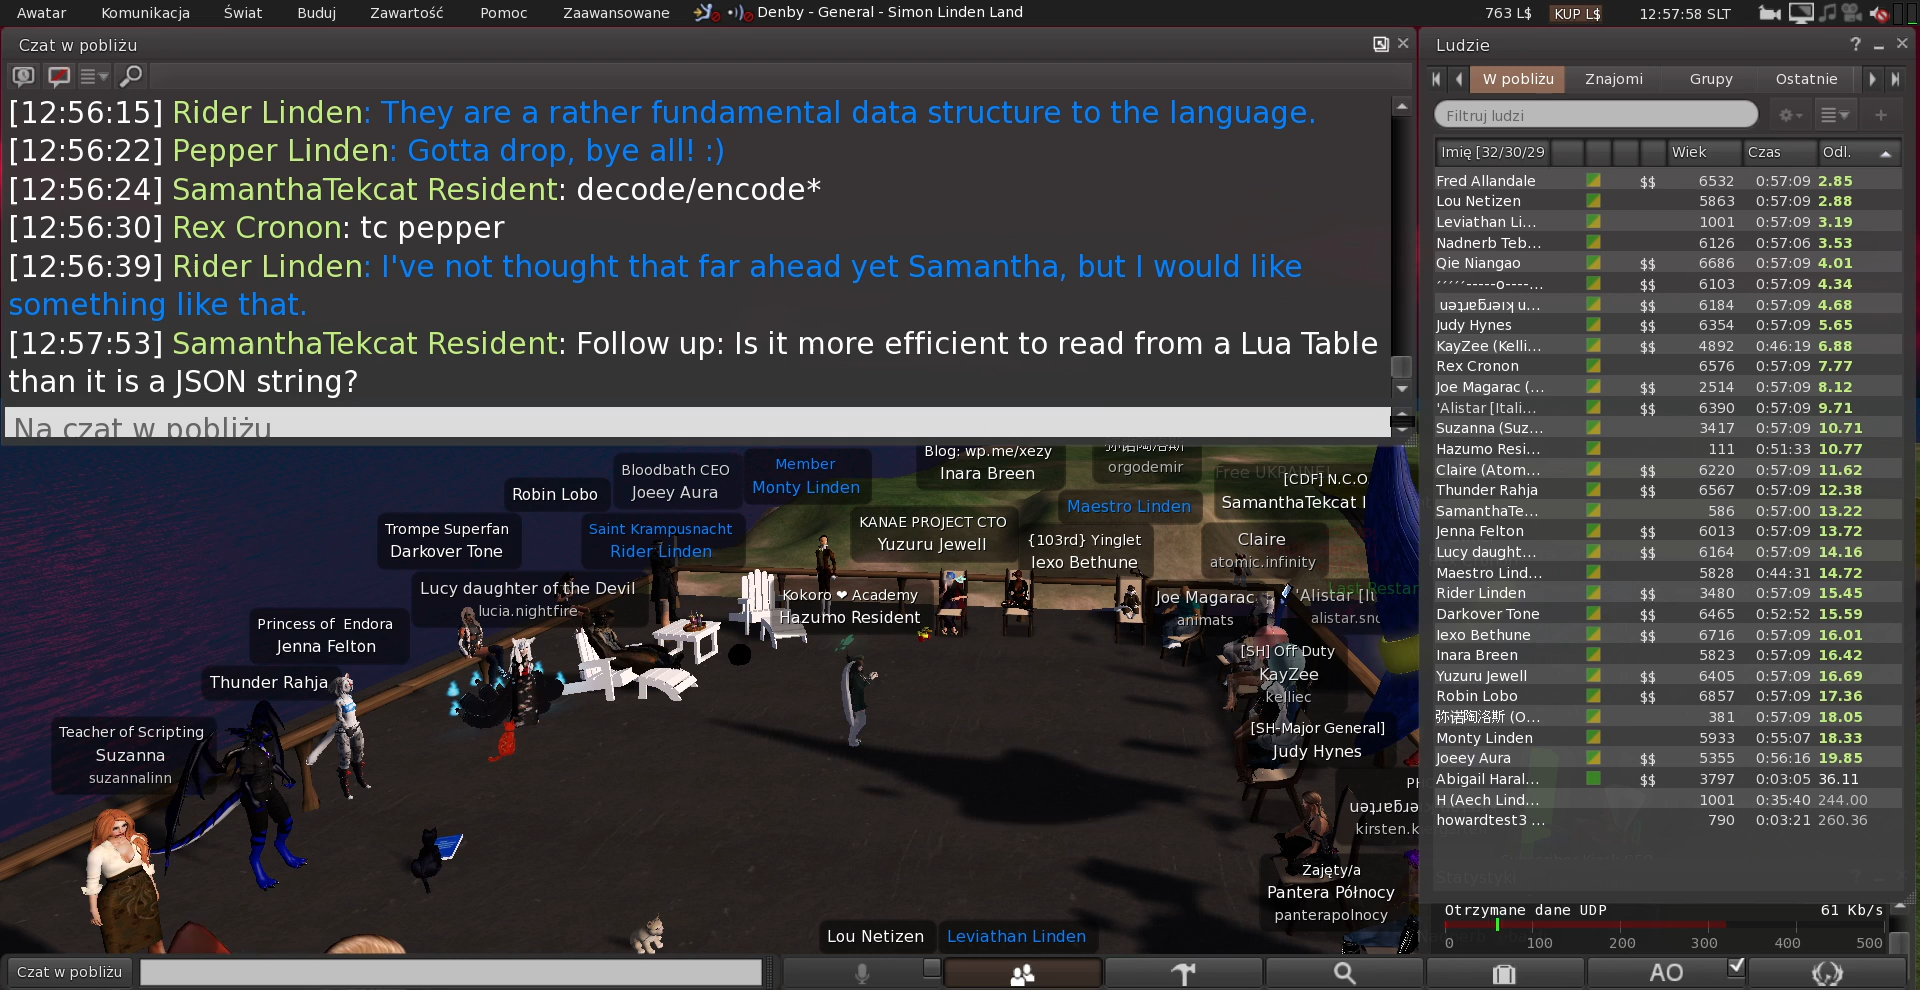 Awatar Komunikacja Świat Buduj Zawartość Pomoc Zaawansowane Denby - General - Simon Linden Land 763 L$ KUP L$ 12:57:58 SLT
Czat w pobliżu
[12:56:15] Rider Linden: They are a rather fundamental data structure to the language.
[12:56:22] Pepper Linden: Gotta drop, bye all! :)
[12:56:24] SamanthaTekcat Resident: decode/encode*
[12:56:30] Rex Cronon: tc pepper
[12:56:39] Rider Linden: I've not thought that far ahead yet Samantha, but I would like
something like that.
[12:57:53] SamanthaTekcat Resident: Follow up: Is it more efficient to read from a Lua Table
than it is a JSON string?
Na czat w pobliżu
Blog: wp.me/xezy
Inara Breen
弥诺陶洛斯
orgodemir
Free UKRAINE!
Bloodbath CEO
Joeey Aura
Member
Monty Linden
[CDF] N.C.O.
SamanthaTekcat
Robin Lobo
Maestro Linden
Trompe Superfan
Darkover Tone
Saint Krampusnacht
Rider Linden
KANAE PROJECT CTO
Yuzuru Jewell
{103rd} Yinglet
Iexo Bethune
Claire
atomic.infinity
Lucy daughter of the Devil
lucia.nightfire
Kokoro ❤ Academy
Hazumo Resident
Joe Magarac
animats
'Alistar
Last
Princess of Endora
Jenna Felton
[SH] Off Duty
KayZee
kelliec
Thunder Rahja
Teacher of Scripting
Suzanna
suzannalinn
[SH-Major General]
Judy Hynes
Zajęty/a
Pantera Północy
panterapolnocy
Lou Netizen
Leviathan Linden
Ludzie
W pobliżu Znajomi Grupy Ostatnie
Filtruj ludzi
Imię [32/30/29 Wiek Czas Odl.
Fred Allandale $$ 6532 0:57:09 2.85
Lou Netizen 5863 0:57:09 2.88
Leviathan Li... 1001 0:57:09 3.19
Nadnerb Teb... 6126 0:57:06 3.53
Qie Niangao $$ 6686 0:57:09 4.01
´´´´´-----o----... $$ 6103 0:57:09 4.34
uǝʇɹɐƃɹǝıʞ u... $$ 6184 0:57:09 4.68
Judy Hynes $$ 6354 0:57:09 5.65
KayZee (Kelli... $$ 4892 0:46:19 6.88
Rex Cronon 6576 0:57:09 7.77
Joe Magarac (... $$ 2514 0:57:09 8.12
'Alistar [Itali... $$ 6390 0:57:09 9.71
Suzanna (Suz... 3417 0:57:09 10.71
Hazumo Resi... 111 0:51:33 10.77
Claire (Atom... $$ 6220 0:57:09 11.62
Thunder Rahja $$ 6567 0:57:09 12.38
SamanthaTe... 586 0:57:00 13.22
Jenna Felton $$ 6013 0:57:09 13.72
Lucy daught... $$ 6164 0:57:09 14.16
Maestro Lind... 5828 0:44:31 14.72
Rider Linden $$ 3480 0:57:09 15.45
Darkover Tone $$ 6465 0:52:52 15.59
Iexo Bethune $$ 6716 0:57:09 16.01
Inara Breen 5823 0:57:09 16.42
Yuzuru Jewell $$ 6405 0:57:09 16.69
Robin Lobo $$ 6857 0:57:09 17.36
弥诺陶洛斯 (O... 381 0:57:09 18.05
Monty Linden 5933 0:55:07 18.33
Joeey Aura $$ 5355 0:56:16 19.85
Abigail Haral... $$ 3797 0:03:05 36.11
H (Aech Lind... 1001 0:35:40 244.00
howardtest3 ... 790 0:03:21 260.36
Statystyki
Otrzymane dane UDP 61 Kb/s
0 100 200 300 400 500
Czat w pobliżu AO